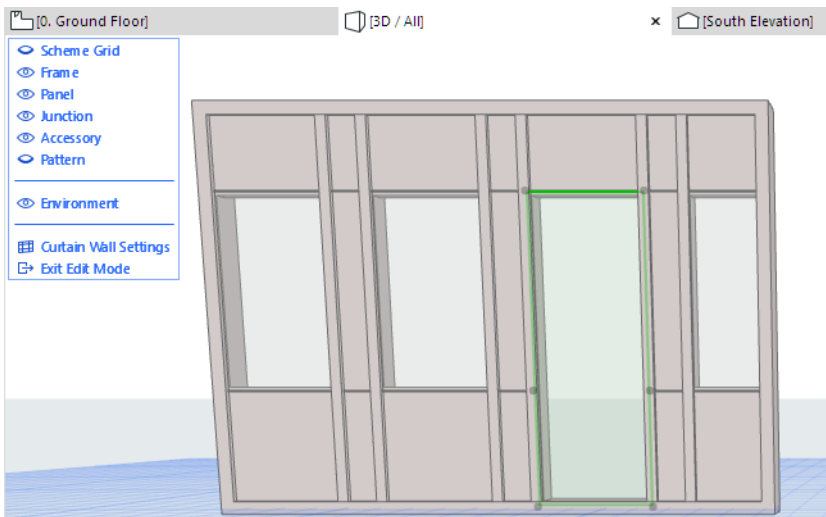 [0. Ground Floor]
[3D / All]
[South Elevation]
Scheme Grid
Frame
Panel
Junction
Accessory
Pattern
Environment
Curtain Wall Settings
Exit Edit Mode